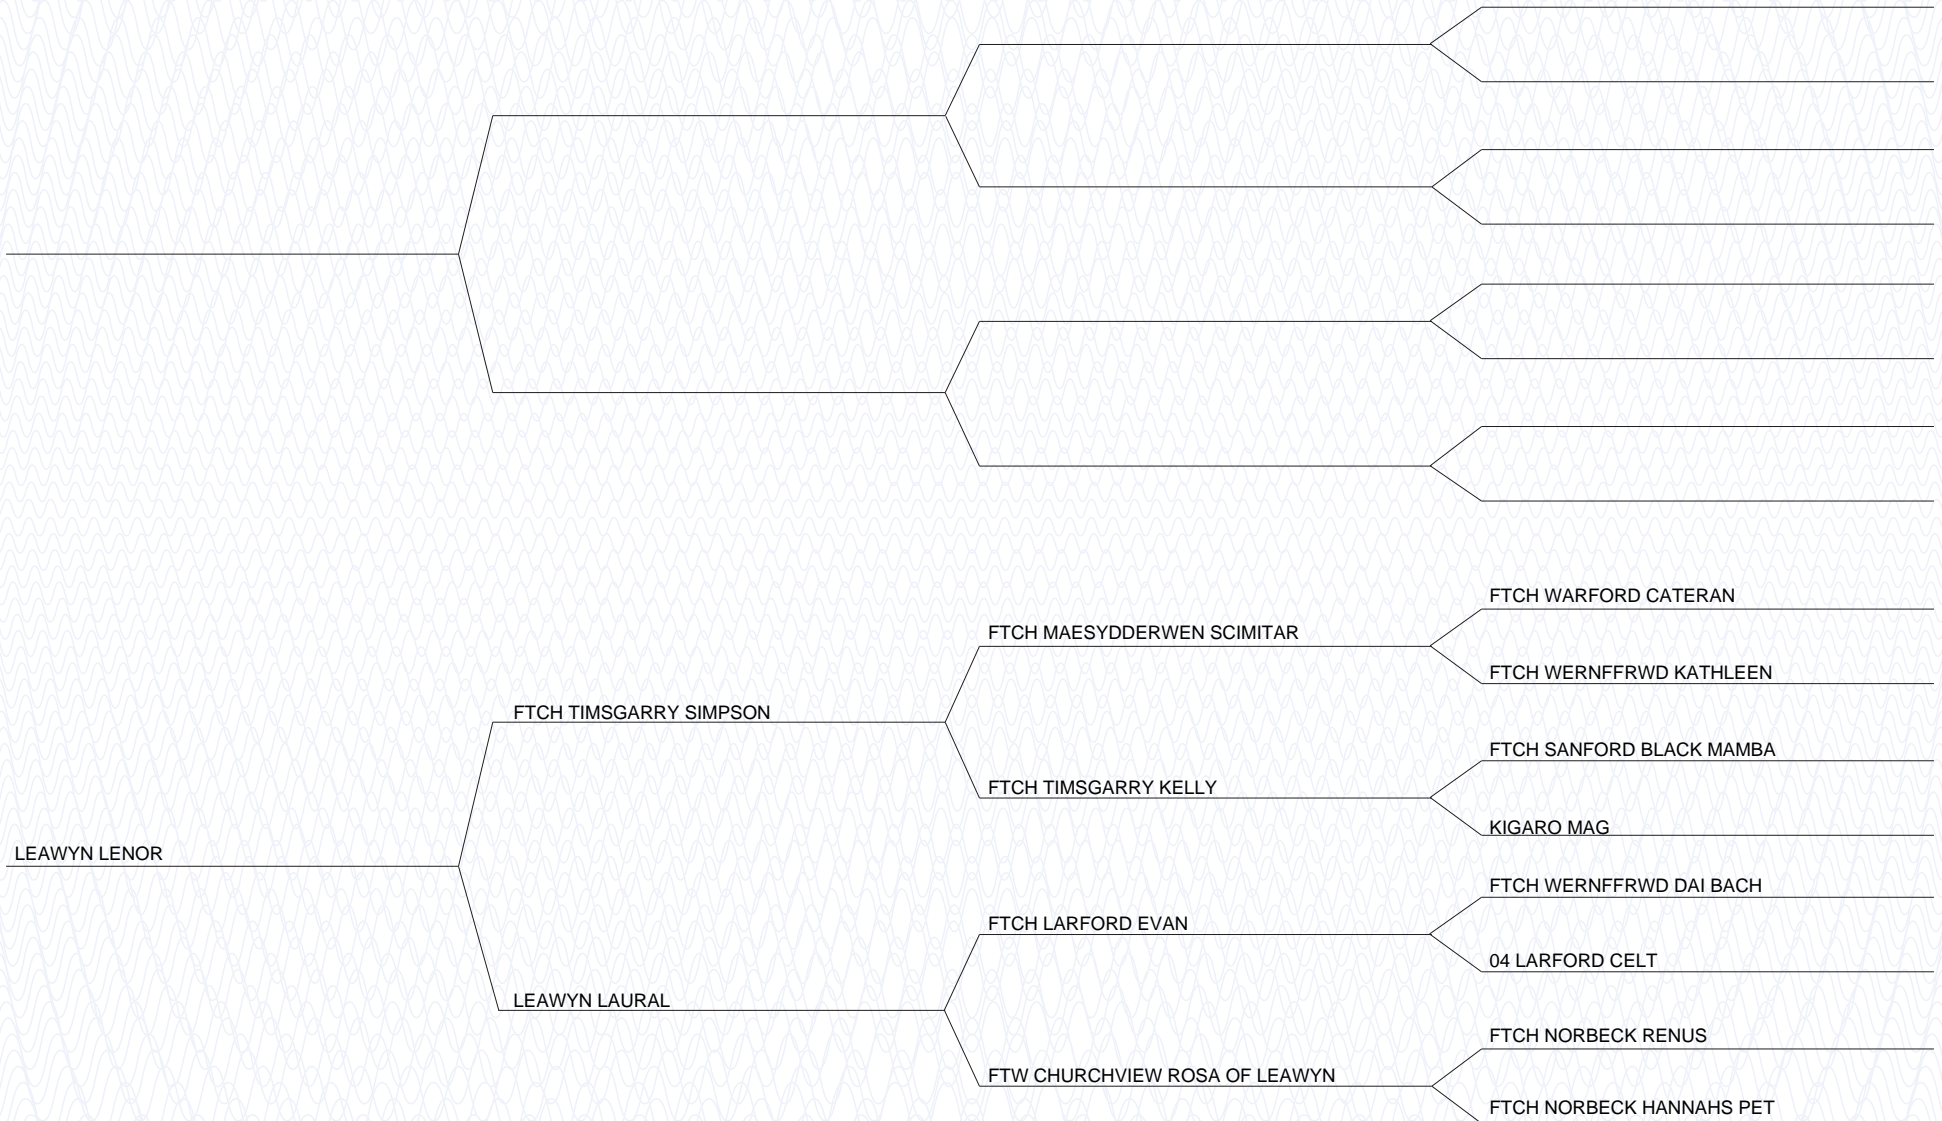 FTCH WARFORD CATERAN
FTCH MAESYDDERWEN SCIMITAR
FTCH WERNFFRWD KATHLEEN
FTCH TIMSGARRY SIMPSON
FTCH SANFORD BLACK MAMBA
FTCH TIMSGARRY KELLY
KIGARO MAG
LEAWYN LENOR
FTCH WERNFFRWD DAI BACH
FTCH LARFORD EVAN
04 LARFORD CELT
LEAWYN LAURAL
FTCH NORBECK RENUS
FTW CHURCHVIEW ROSA OF LEAWYN
FTCH NORBECK HANNAHS PET